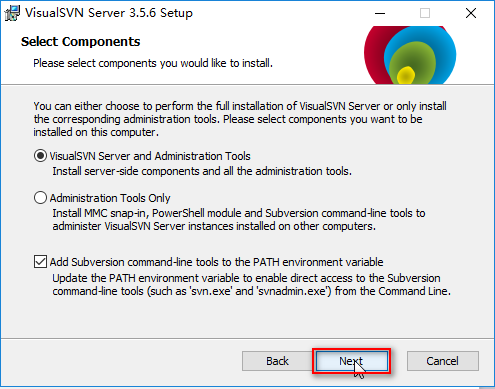 VisualSVN Server 3.5.6 Setup
Select Components
Please select components you would like to install.
You can either choose to perform the full installation of VisualSVN Server or only install
the corresponding administration tools. Please select components you want to be
installed on this computer.
VisualSVN Server and Administration Tools
Install server-side components and all the administration tools.
Administration Tools Only
Install MMC snap-in, PowerShell module and Subversion command-line tools to
administer VisualSVN Server instances installed on other computers.
Add Subversion command-line tools to the PATH environment variable
Update the PATH environment variable to enable direct access to the Subversion
command-line tools (such as 'svn.exe' and 'svnadmin.exe') from the Command Line.
Back Next Cancel